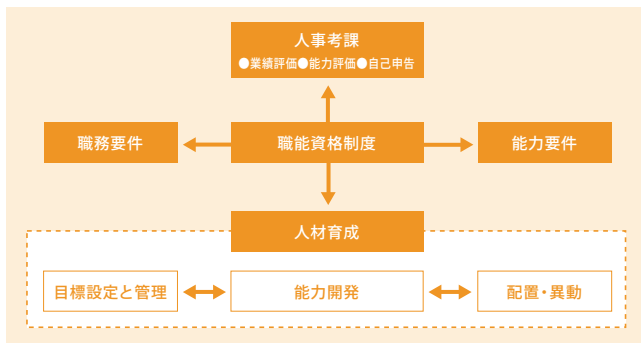 人事考課
●業績評価●能力評価●自己申告
職務要件
職能資格制度
能力要件
人材育成
目標設定と管理
能力開発
配置・異動